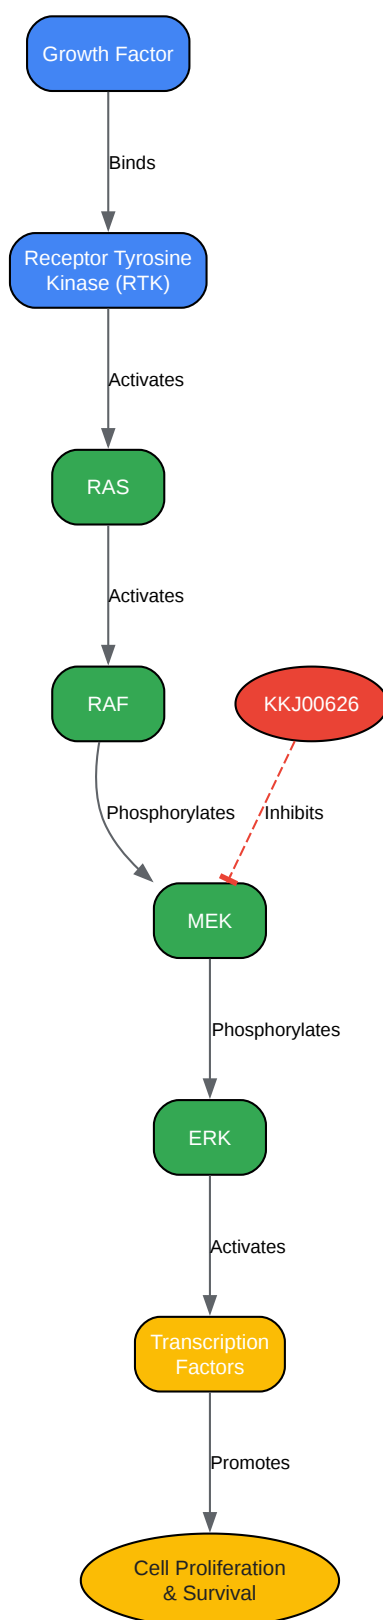 Growth Factor
Binds
Receptor Tyrosine
Kinase (RTK)
Activates
RAS
Activates
RAF
KKJ00626
Phosphorylates
Inhibits
MEK
Phosphorylates
ERK
Activates
Transcription
Factors
Promotes
Cell Proliferation
& Survival